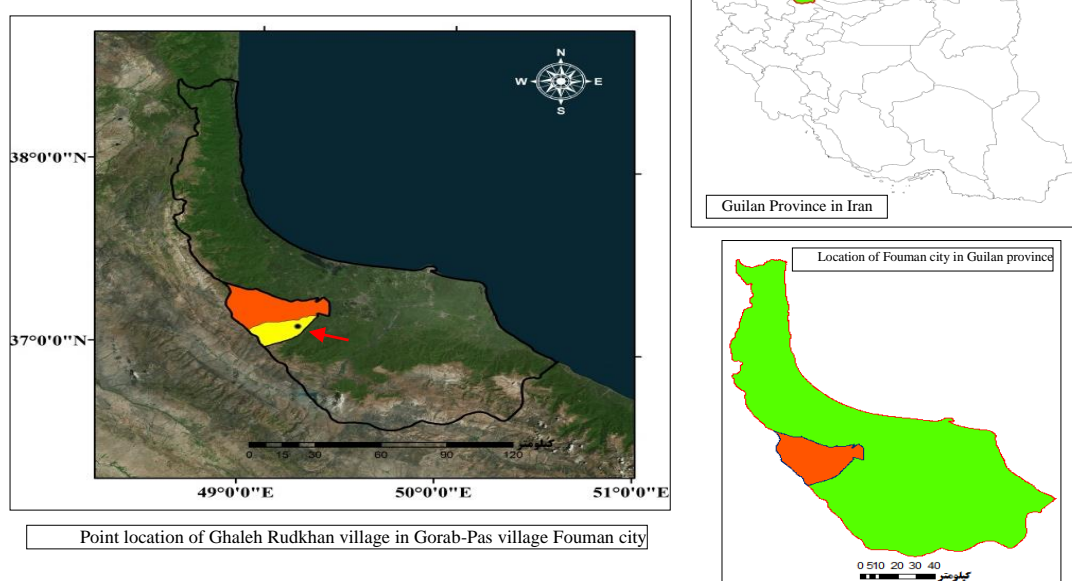 N
W E
S
38°0'0"N
37°0'0"N
کیلومتر
0 15 30 60 90 120
49°0'0"E 50°0'0"E 51°0'0"E
Point location of Ghaleh Rudkhan village in Gorab-Pas village Fouman city
Guilan Province in Iran
Location of Fouman city in Guilan province
0 510 20 30 40
کیلومتر